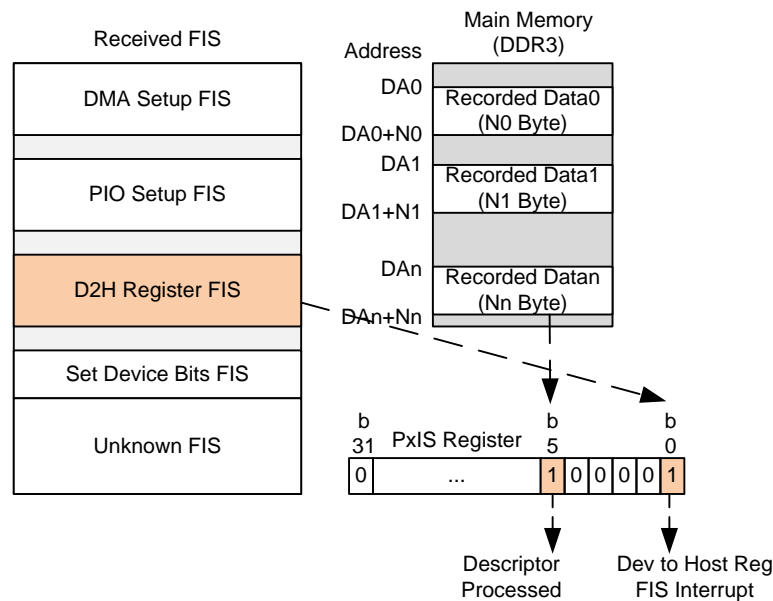 Received FIS
DMA Setup FIS
PIO Setup FIS
D2H Register FIS
Set Device Bits FIS
Unknown FIS
Main Memory
(DDR3)
Address
DA0
Recorded Data0
(N0 Byte)
DA0+N0
DA1
Recorded Data1
(N1 Byte)
DA1+N1
DAn
Recorded Datan
(Nn Byte)
DAn+Nn
b
31
PxIS Register
b
5
b
0
0 ... 1 0 0 0 0 1
Descriptor
Processed
Dev to Host Reg
FIS Interrupt